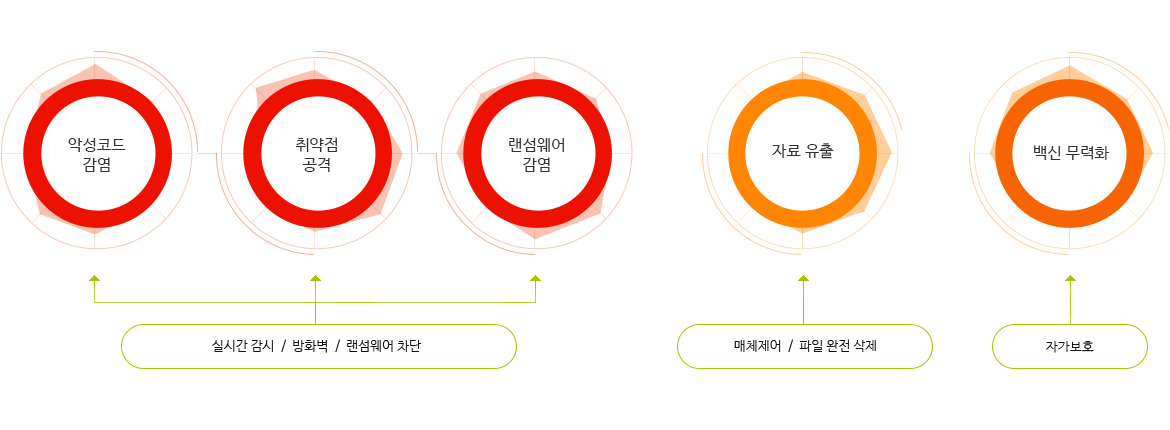 악성코드
감염
취약점
공격
랜섬웨어
감염
자료 유출
백신 무력화
실시간 감시 / 방화벽 / 랜섬웨어 차단
매체제어 / 파일 완전 삭제
자가보호